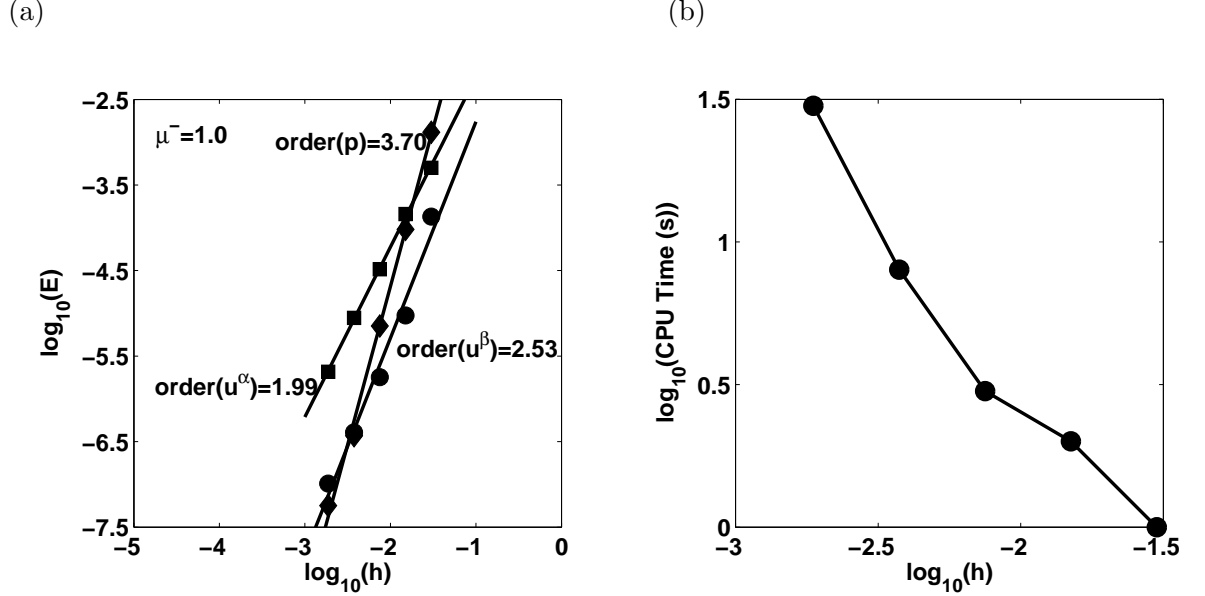 (a)
−2.5
−3.5
−4.5
−5.5
−6.5
−7.5
log10(E)
μ−=1.0
order(p)=3.70
order(uβ)=2.53
order(uα)=1.99
−5
−4
−3
−2
−1
0
log10(h)
(b)
1.5
1
0.5
0
log10(CPU Time (s))
−3
−2.5
−2
−1.5
log10(h)